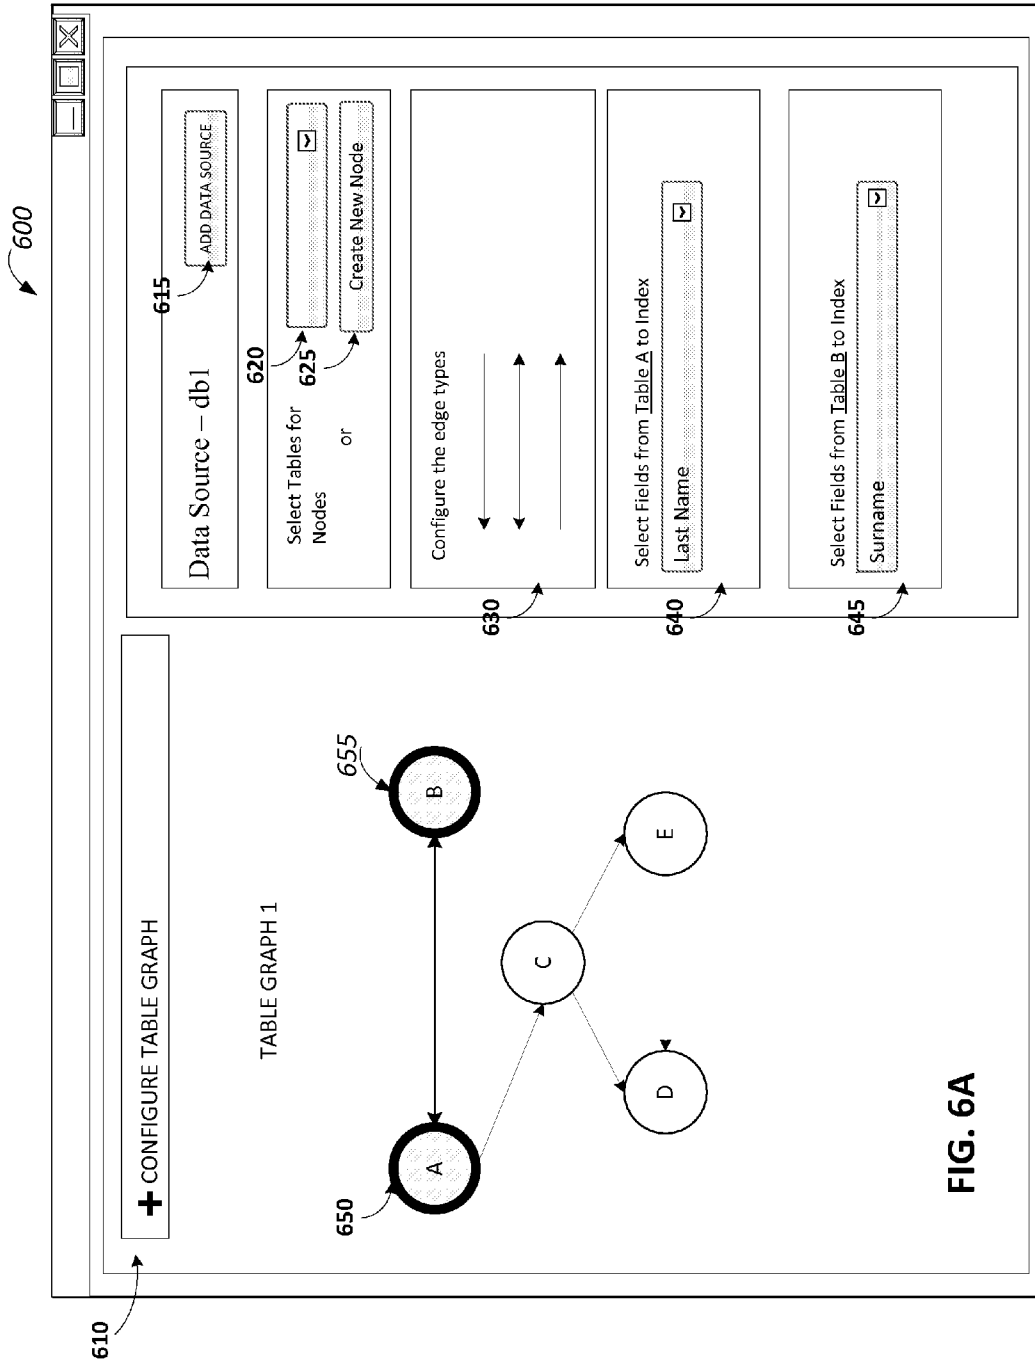 600
610
+ CONFIGURE TABLE GRAPH
TABLE GRAPH 1
650
A
655
B
C
D
E
615
Data Source – db1
ADD DATA SOURCE
620
625
Select Tables for
Nodes
or
Create New Node
Configure the edge types
630
Select Fields from Table A to Index
Last Name
640
Select Fields from Table B to Index
Surname
645
FIG. 6A